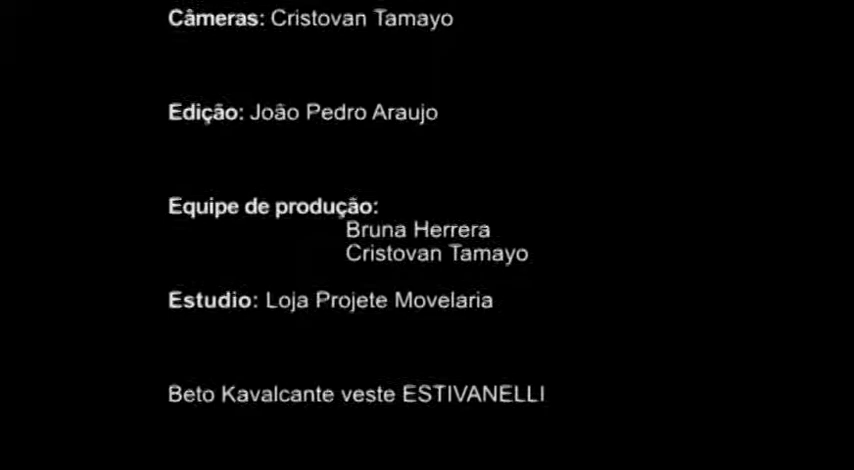 Câmeras: Cristovan Tamayo
Edição: João Pedro Araujo
Equipe de produção:
Bruna Herrera
Cristovan Tamayo
Estudio: Loja Projete Movelaria
Beto Kavalcante veste ESTIVANELLI